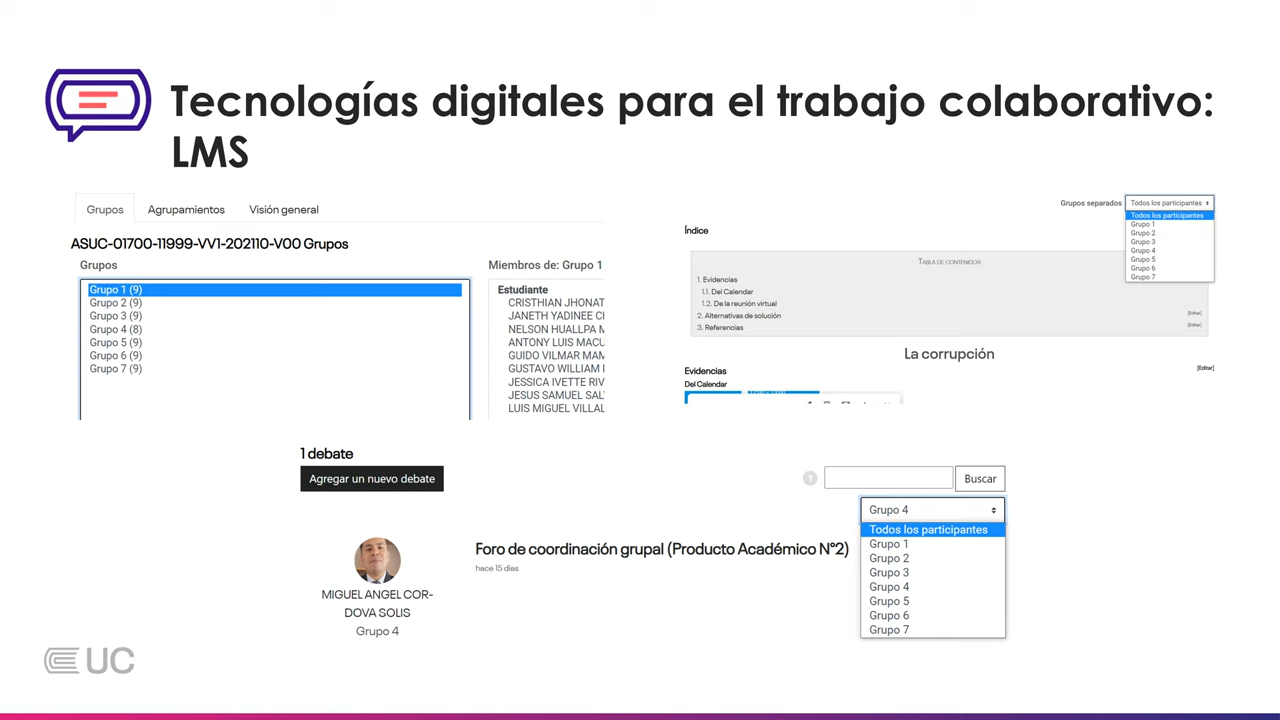 Tecnologías digitales para el trabajo colaborativo:
LMS
Grupos Agrupamientos Visión general
ASUC-01700-11999-VV1-202110-V00 Grupos
Grupos
Grupo 1 (9)
Grupo 2 (9)
Grupo 3 (9)
Grupo 4 (8)
Grupo 5 (9)
Grupo 6 (9)
Grupo 7 (9)
Miembros de: Grupo 1
Estudiante
CRISTHIAN JHONAT
JANETH YADINEE C
NELSON HUALLPA M
ANTONY LUIS MACU
GUIDO VILMAR MAM
GUSTAVO WILLIAM
JESSICA IVETTE RIV
JESUS SAMUEL SAL
LUIS MIGUEL VILLAL
Grupos separados Todos los participantes
Todos los participantes
Grupo 1
Grupo 2
Grupo 3
Grupo 4
Grupo 5
Grupo 6
Grupo 7
Índice
TABLA DE CONTENIDOS
1. Evidencias
1.1. Del Calendar
1.2. De la reunión virtual
2. Alternativas de solución [Editar]
3. Referencias [Editar]
La corrupción
Evidencias [Editar]
Del Calendar
1 debate
Agregar un nuevo debate
? Buscar
Grupo 4
Todos los participantes
Grupo 1
Grupo 2
Grupo 3
Grupo 4
Grupo 5
Grupo 6
Grupo 7
Foro de coordinación grupal (Producto Académico N°2)
hace 15 días
MIGUEL ANGEL COR-
DOVA SOLIS
Grupo 4
UC